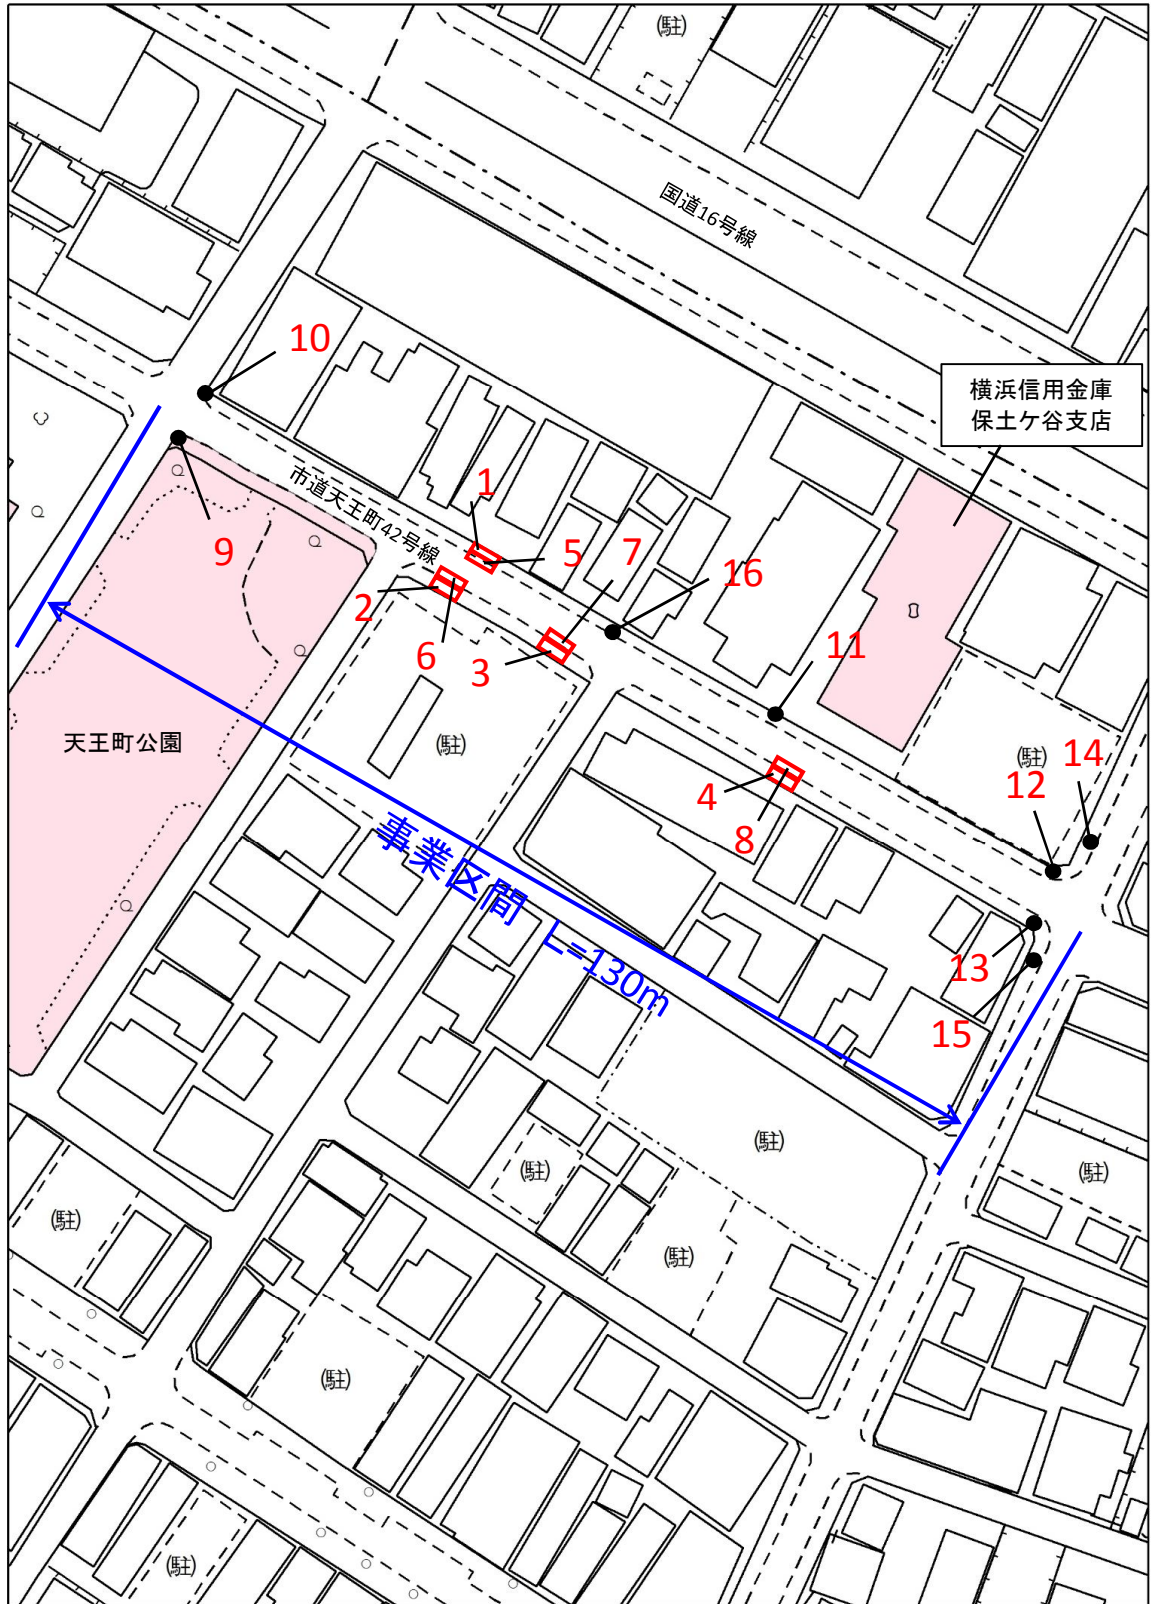 (駐)
国道16号線
10
横浜信用金庫
保土ケ谷支店
市道天王町42号線
1
9
5
7
16
2
6
3
11
天王町公園
(駐)
(駐)
14
12
4
8
事業区間 L=130m
13
15
(駐)
(駐)
(駐)
(駐)
(駐)
(駐)
(駐)